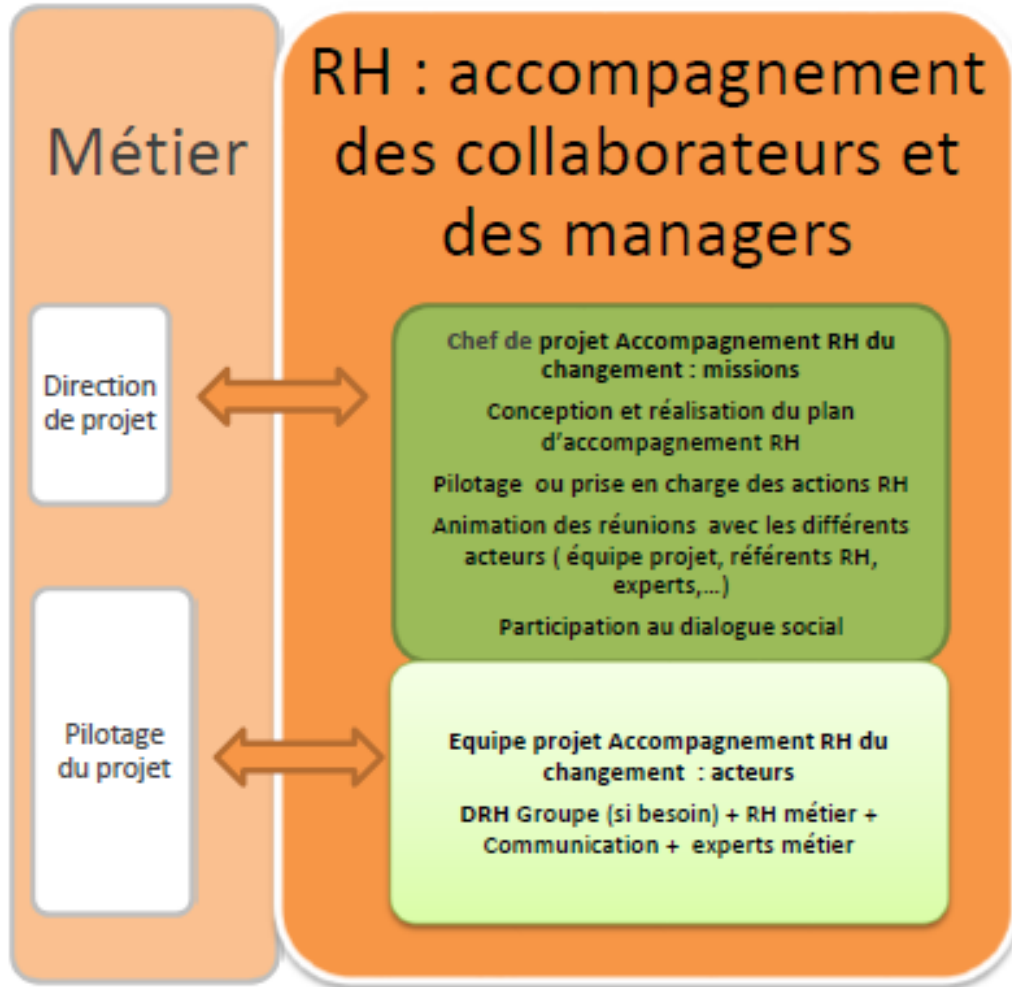 Métier
RH : accompagnement
des collaborateurs et
des managers
Direction
de projet
Chef de projet Accompagnement RH du
changement : missions
Conception et réalisation du plan
d’accompagnement RH
Pilotage ou prise en charge des actions RH
Animation des réunions avec les différents
acteurs ( équipe projet, référents RH,
experts,…)
Participation au dialogue social
Pilotage
du projet
Equipe projet Accompagnement RH du
changement : acteurs
DRH Groupe (si besoin) + RH métier +
Communication + experts métier